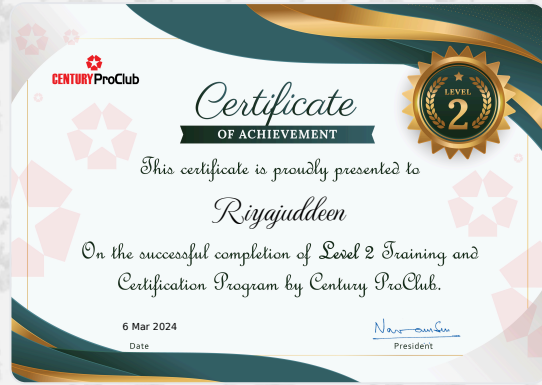 CENTURY ProClub
Certificate
OF ACHIEVEMENT
LEVEL
2
This certificate is proudly presented to
Riyajuddeen
On the successful completion of Level 2 Training and
Certification Program by Century ProClub.
6 Mar 2024
Date
President